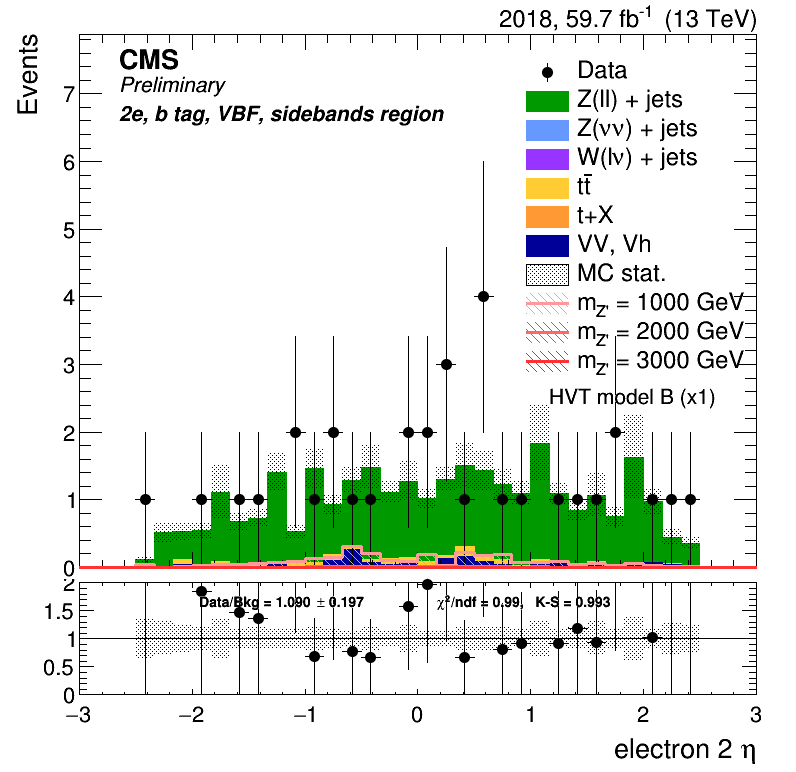 2018, 59.7 fb⁻¹ (13 TeV)
Events
CMS
Preliminary
2e, b tag, VBF, sidebands region
Data
Z(ll) + jets
Z(νν) + jets
W(lν) + jets
tt̄
t+X
VV, Vh
MC stat.
m_Z' = 1000 GeV
m_Z' = 2000 GeV
m_Z' = 3000 GeV
HVT model B (x1)
7
6
5
4
3
2
1
0
2
1.5
1
0.5
0
Data/Bkg = 1.090 ± 0.197
χ²/ndf = 0.99, K-S = 0.993
−3 −2 −1 0 1 2 3
electron 2 η